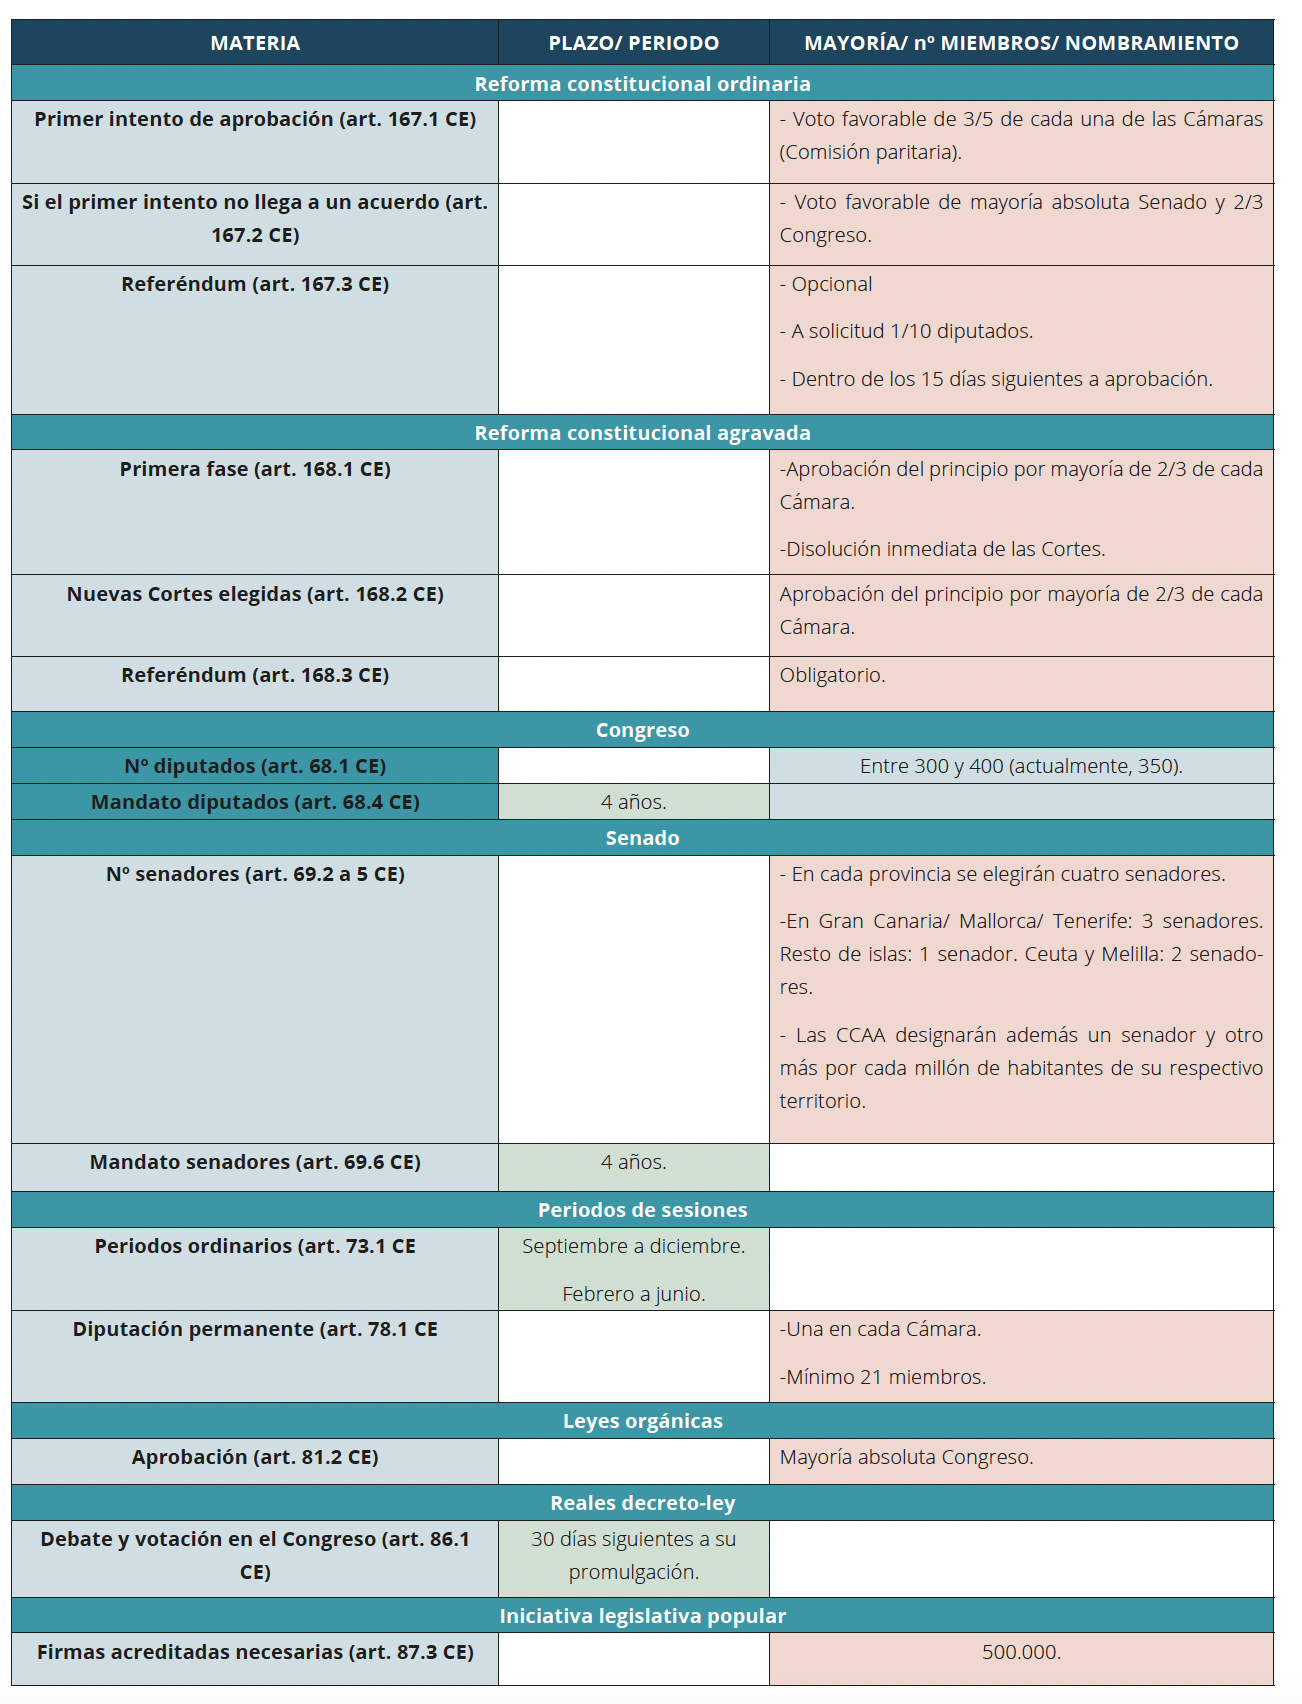 MATERIA PLAZO/ PERIODO MAYORÍA/ nº MIEMBROS/ NOMBRAMIENTO
Reforma constitucional ordinaria
Primer intento de aprobación (art. 167.1 CE)
- Voto favorable de 3/5 de cada una de las Cámaras
(Comisión paritaria).
Si el primer intento no llega a un acuerdo (art.
167.2 CE)
- Voto favorable de mayoría absoluta Senado y 2/3
Congreso.
Referéndum (art. 167.3 CE)
- Opcional
- A solicitud 1/10 diputados.
- Dentro de los 15 días siguientes a aprobación.
Reforma constitucional agravada
Primera fase (art. 168.1 CE)
-Aprobación del principio por mayoría de 2/3 de cada
Cámara.
-Disolución inmediata de las Cortes.
Nuevas Cortes elegidas (art. 168.2 CE)
Aprobación del principio por mayoría de 2/3 de cada
Cámara.
Referéndum (art. 168.3 CE)
Obligatorio.
Congreso
Nº diputados (art. 68.1 CE)
Entre 300 y 400 (actualmente, 350).
Mandato diputados (art. 68.4 CE)
4 años.
Senado
Nº senadores (art. 69.2 a 5 CE)
- En cada provincia se elegirán cuatro senadores.
-En Gran Canaria/ Mallorca/ Tenerife: 3 senadores.
Resto de islas: 1 senador. Ceuta y Melilla: 2 senado-
res.
- Las CCAA designarán además un senador y otro
más por cada millón de habitantes de su respectivo
territorio.
Mandato senadores (art. 69.6 CE)
4 años.
Periodos de sesiones
Periodos ordinarios (art. 73.1 CE
Septiembre a diciembre.
Febrero a junio.
Diputación permanente (art. 78.1 CE
-Una en cada Cámara.
-Mínimo 21 miembros.
Leyes orgánicas
Aprobación (art. 81.2 CE)
Mayoría absoluta Congreso.
Reales decreto-ley
Debate y votación en el Congreso (art. 86.1
CE)
30 días siguientes a su
promulgación.
Iniciativa legislativa popular
Firmas acreditadas necesarias (art. 87.3 CE)
500.000.